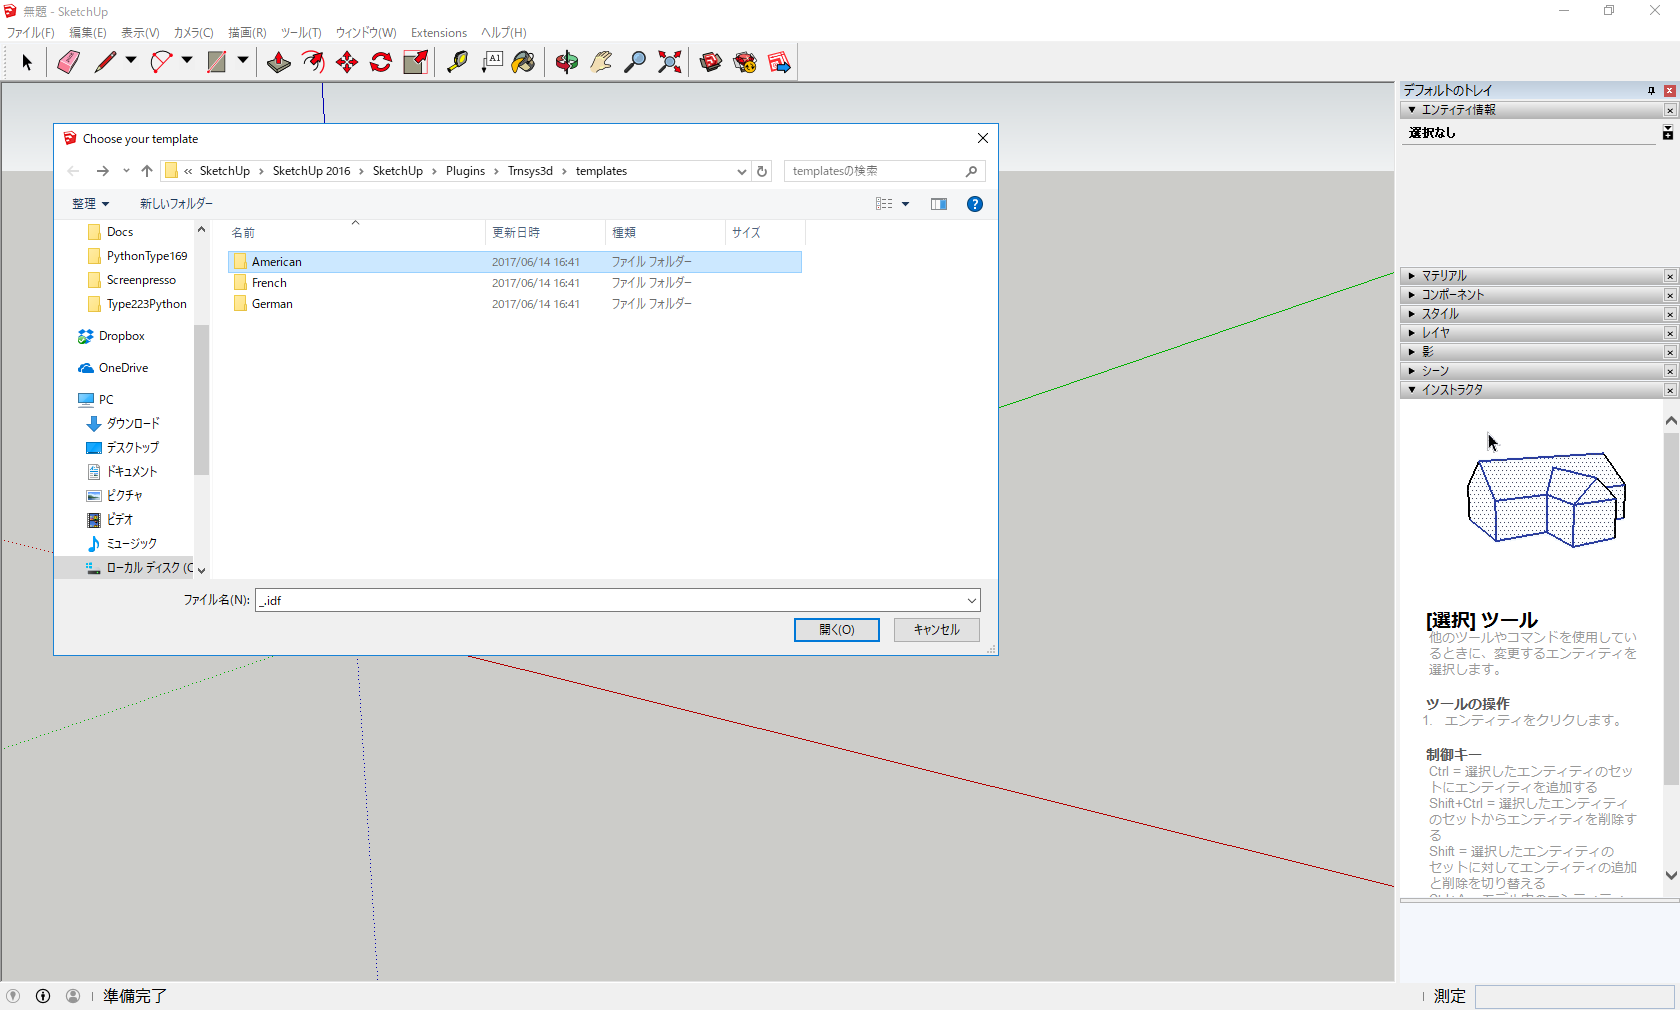 無題 - SketchUp
ファイル(F) 編集(E) 表示(V) カメラ(C) 描画(R) ツール(T) ウィンドウ(W) Extensions ヘルプ(H)
A1
Choose your template
« SketchUp › SketchUp 2016 › SketchUp › Plugins › Trnsys3d › templates
templatesの検索
整理 新しいフォルダー
Docs
PythonType169
Screenpresso
Type223Python
Dropbox
OneDrive
PC
ダウンロード
デスクトップ
ドキュメント
ピクチャ
ビデオ
ミュージック
ローカル ディスク (C
名前 更新日時 種類 サイズ
American 2017/06/14 16:41 ファイル フォルダー
French 2017/06/14 16:41 ファイル フォルダー
German 2017/06/14 16:41 ファイル フォルダー
ファイル名(N): _.idf
開く(O) キャンセル
デフォルトのトレイ
エンティティ情報
選択なし
マテリアル
コンポーネント
スタイル
レイヤ
影
シーン
インストラクタ
[選択] ツール
他のツールやコマンドを使用してい
るときに、変更するエンティティを
選択します。
ツールの操作
1. エンティティをクリクします。
制御キー
Ctrl = 選択したエンティティのセッ
トにエンティティを追加する
Shift+Ctrl = 選択したエンティティ
のセットからエンティティを削除す
る
Shift = 選択したエンティティの
セットに対してエンティティの追加
と削除を切り替える
準備完了
測定